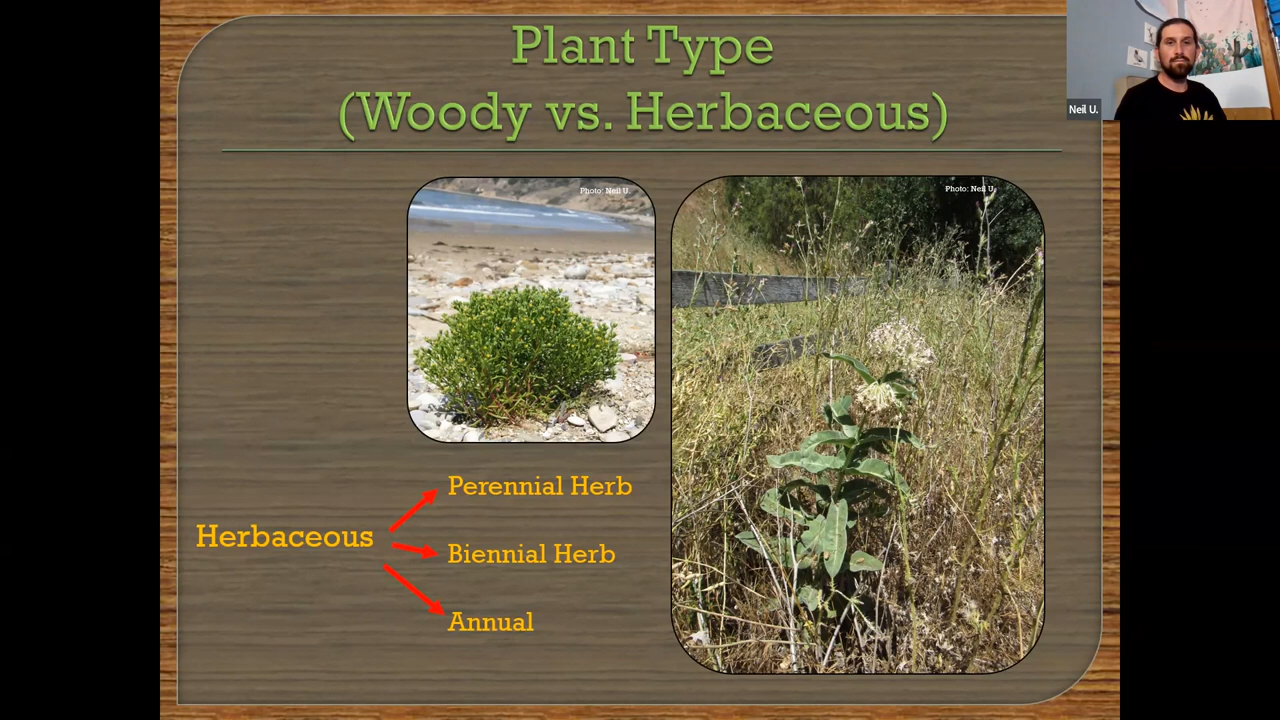 Plant Type
(Woody vs. Herbaceous)
Neil U.
Photo: Neil U.
Photo: Neil U.
Perennial Herb
Herbaceous
Biennial Herb
Annual